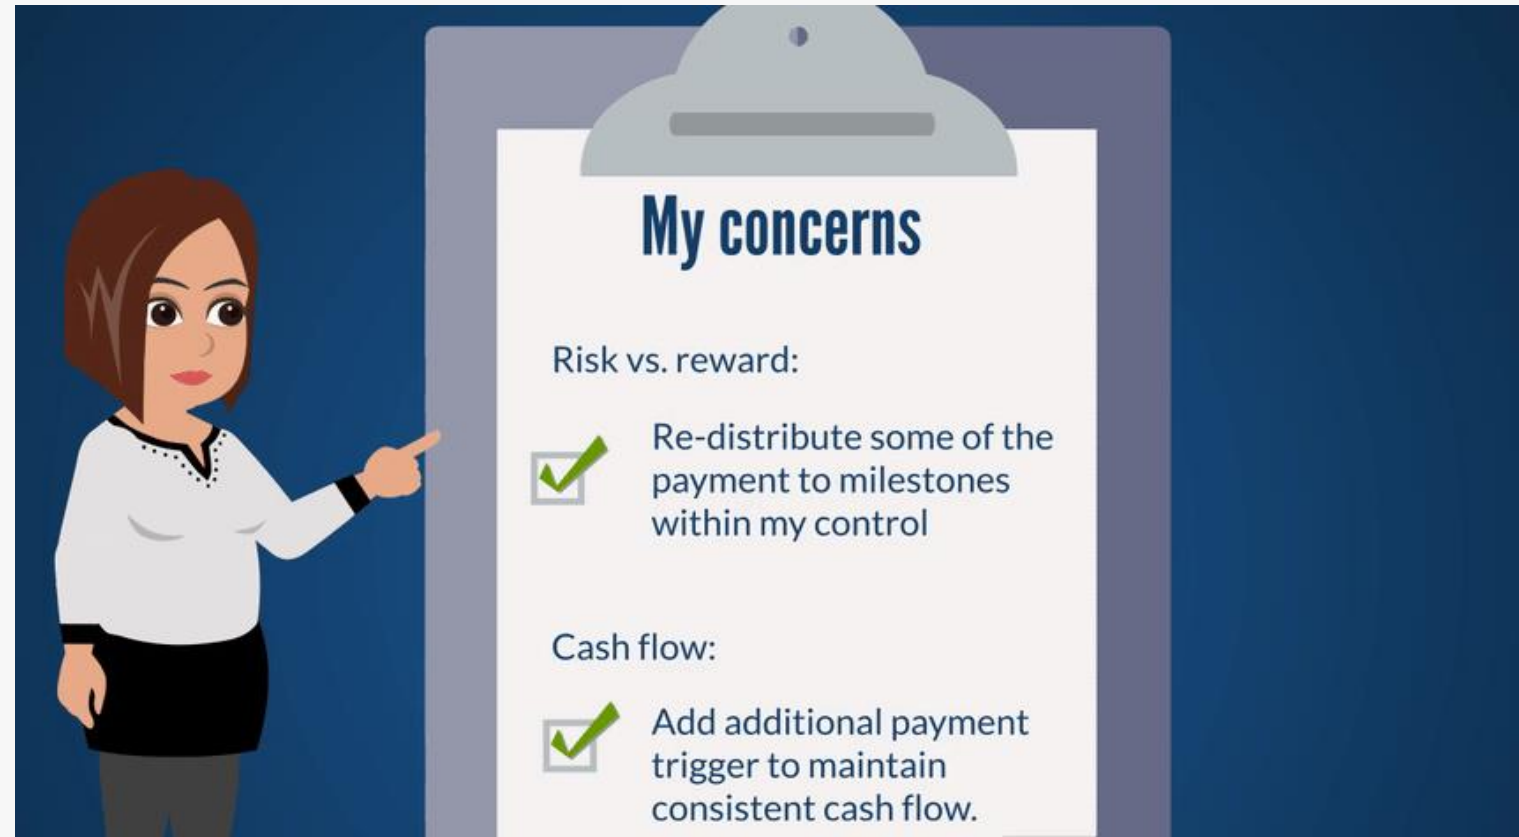 My concerns
Risk vs. reward:
Re-distribute some of the
payment to milestones
within my control
Cash flow:
Add additional payment
trigger to maintain
consistent cash flow.